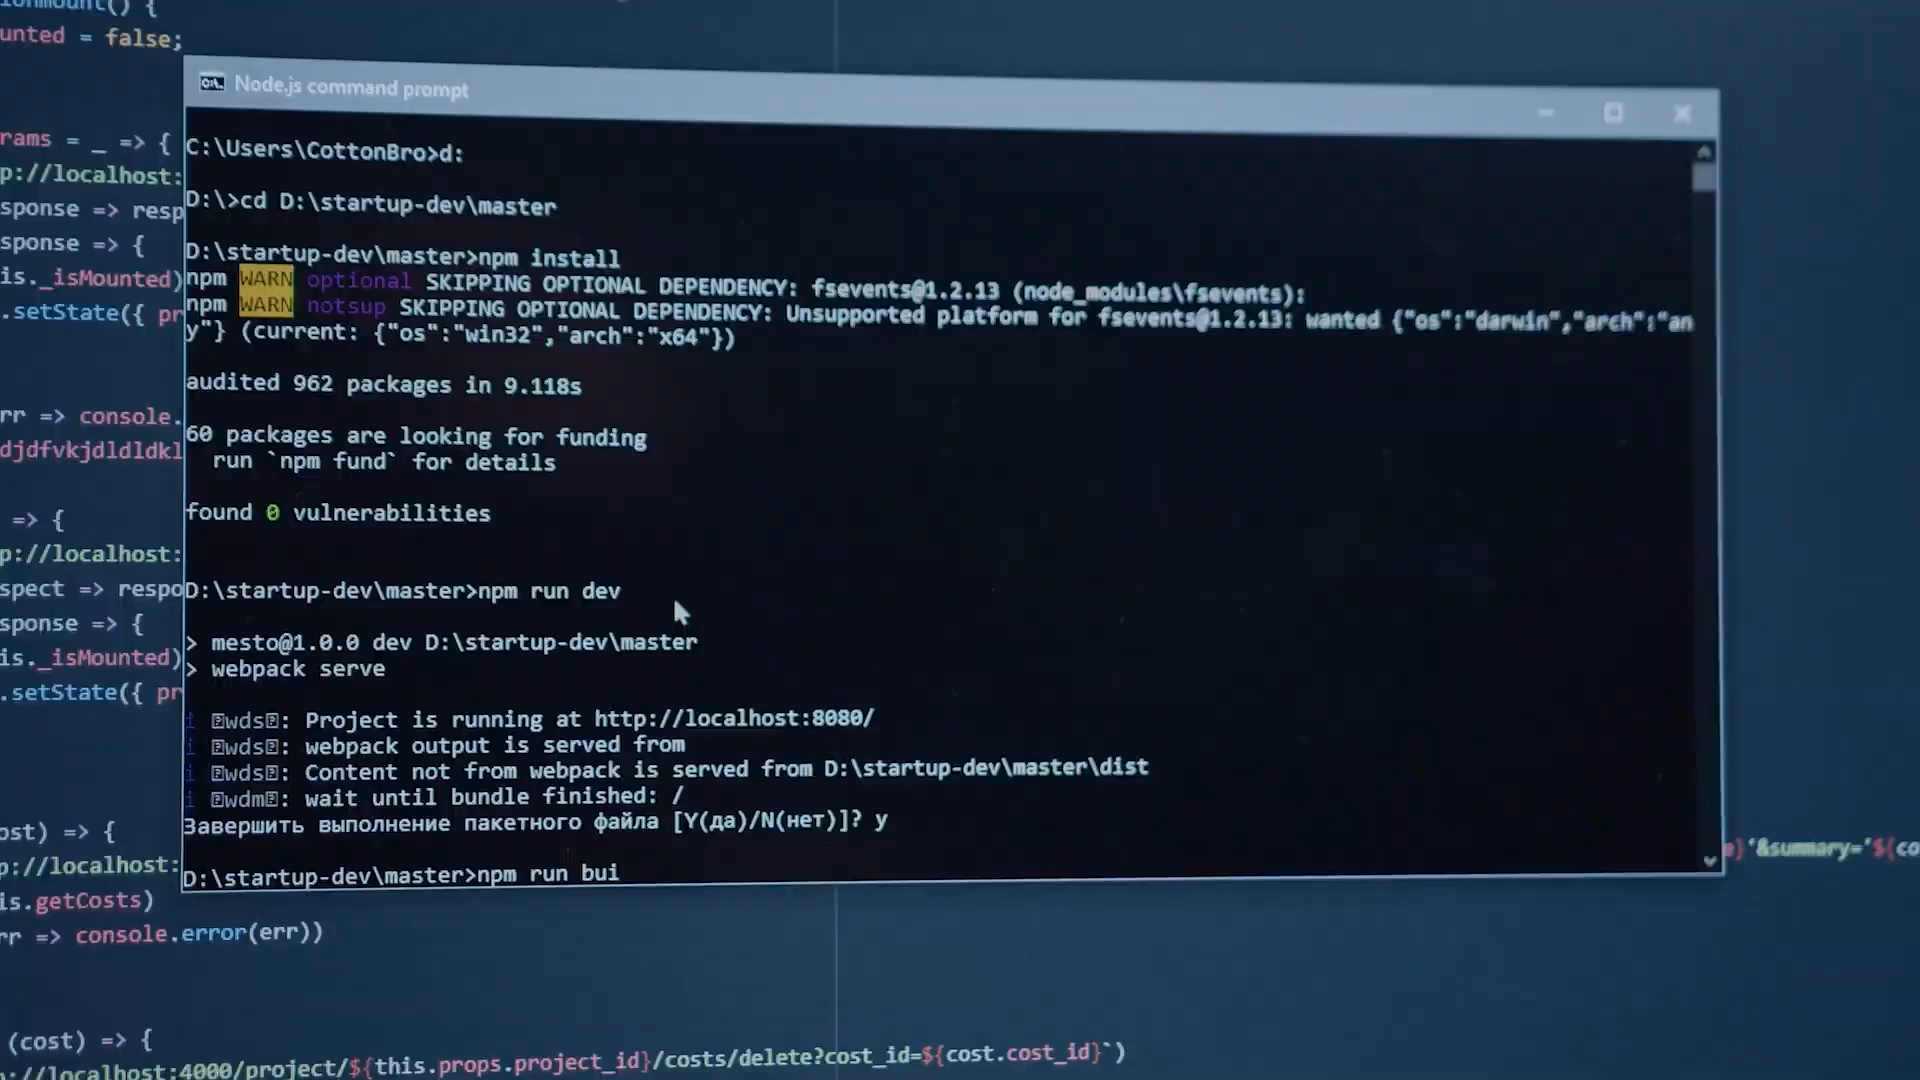 unted = false;
Node.js command prompt
C:\Users\CottonBro>d:
D:\>cd D:\startup-dev\master
D:\startup-dev\master>npm install
npm WARN optional SKIPPING OPTIONAL DEPENDENCY: fsevents@1.2.13 (node_modules\fsevents):
npm WARN notsup SKIPPING OPTIONAL DEPENDENCY: Unsupported platform for fsevents@1.2.13: wanted {"os":"darwin","arch":"an
y"} (current: {"os":"win32","arch":"x64"})
audited 962 packages in 9.118s
60 packages are looking for funding
run `npm fund` for details
found 0 vulnerabilities
D:\startup-dev\master>npm run dev
> mesto@1.0.0 dev D:\startup-dev\master
> webpack serve
i wds: Project is running at http://localhost:8080/
i wds: webpack output is served from
i wds: Content not from webpack is served from D:\startup-dev\master\dist
i wdm: wait until bundle finished: /
Завершить выполнение пакетного файла [Y(да)/N(нет)]? y
D:\startup-dev\master>npm run bui
rams = _ => {
p://localhost:
sponse => resp
sponse => {
is._isMounted)
.setState({ pr
rr => console.
djdfvkjdldldkl
=> {
p://localhost:
spect => respo
sponse => {
is._isMounted)
.setState({ pr
ost) => {
p://localhost:
}'&summary='${co
is.getCosts)
rr => console.error(err))
(cost) => {
://localhost:4000/project/${this.props.project_id}/costs/delete?cost_id=${cost.cost_id}`)